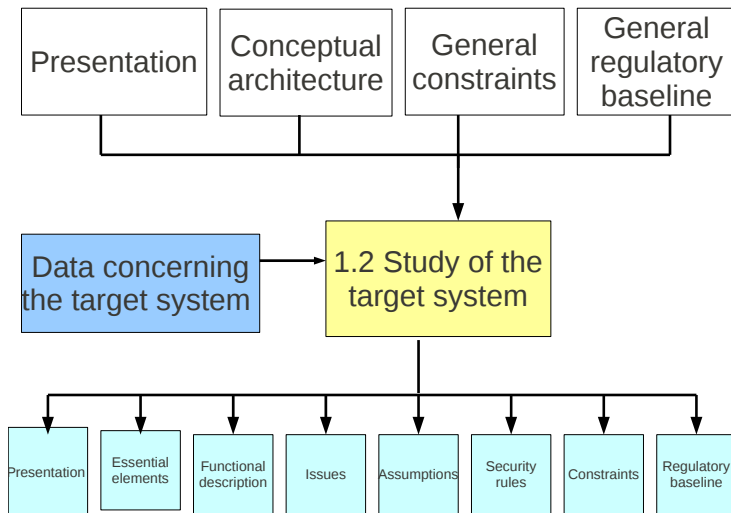 Presentation
Conceptual
architecture
General
constraints
General
regulatory
baseline
Data concerning
the target system
1.2 Study of the
target system
Presentation
Essential
elements
Functional
description
Issues
Assumptions
Security
rules
Constraints
Regulatory
baseline